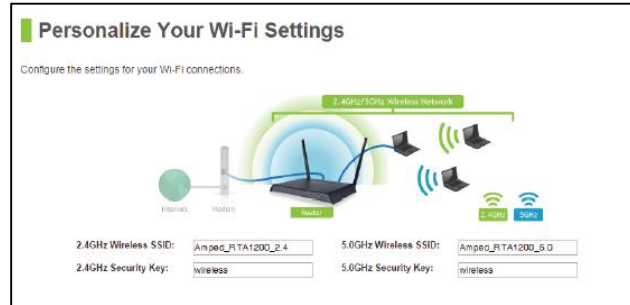 Personalize Your Wi-Fi Settings
Configure the settings for your Wi-Fi connections.
2.4GHz/5GHz Wireless Network
Internet
Modem
Router
2.4GHz
5GHz
2.4GHz Wireless SSID: Amped_RTA1200_2.4 5.0GHz Wireless SSID: Amped_RTA1200_5.0
2.4GHz Security Key: wireless 5.0GHz Security Key: wireless